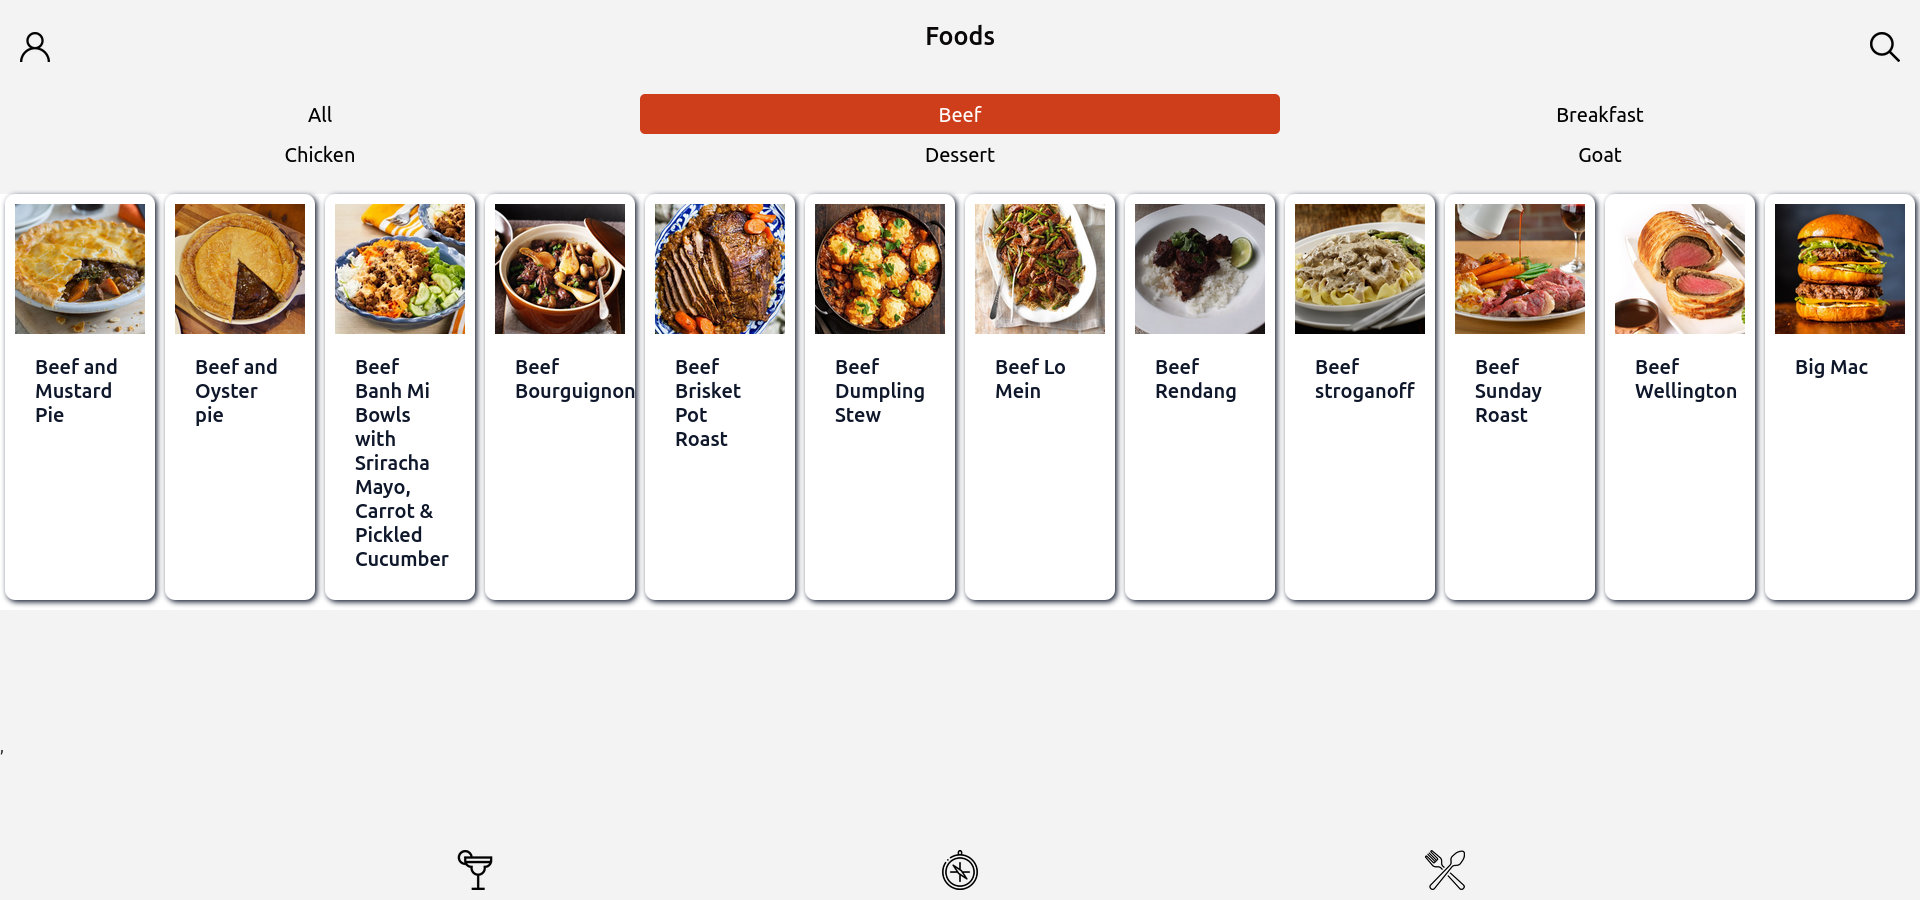 Foods
All
Beef
Breakfast
Chicken
Dessert
Goat
Beef and
Mustard
Pie
Beef and
Oyster
pie
Beef
Banh Mi
Bowls
with
Sriracha
Mayo,
Carrot &
Pickled
Cucumber
Beef
Bourguignon
Beef
Brisket
Pot
Roast
Beef
Dumpling
Stew
Beef Lo
Mein
Beef
Rendang
Beef
stroganoff
Beef
Sunday
Roast
Beef
Wellington
Big Mac
,